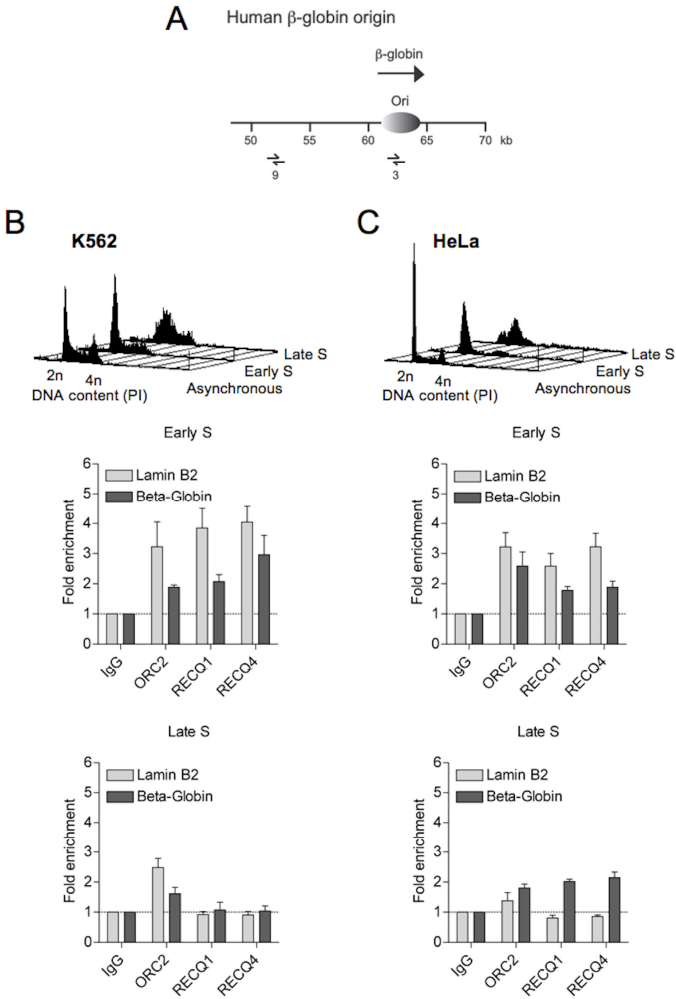 A
Human β-globin origin
β-globin
Ori
50 55 60 65 70 kb
9 3
B
K562
Late S
Early S
Asynchronous
2n 4n
DNA content (PI)
Early S
Fold enrichment
6
5
4
3
2
1
0
Lamin B2
Beta-Globin
IgG
ORC2
RECQ1
RECQ4
Late S
Fold enrichment
6
5
4
3
2
1
0
Lamin B2
Beta-Globin
IgG
ORC2
RECQ1
RECQ4
C
HeLa
Late S
Early S
Asynchronous
2n 4n
DNA content (PI)
Early S
Fold enrichment
6
5
4
3
2
1
0
Lamin B2
Beta-Globin
IgG
ORC2
RECQ1
RECQ4
Late S
Fold enrichment
6
5
4
3
2
1
0
Lamin B2
Beta-Globin
IgG
ORC2
RECQ1
RECQ4